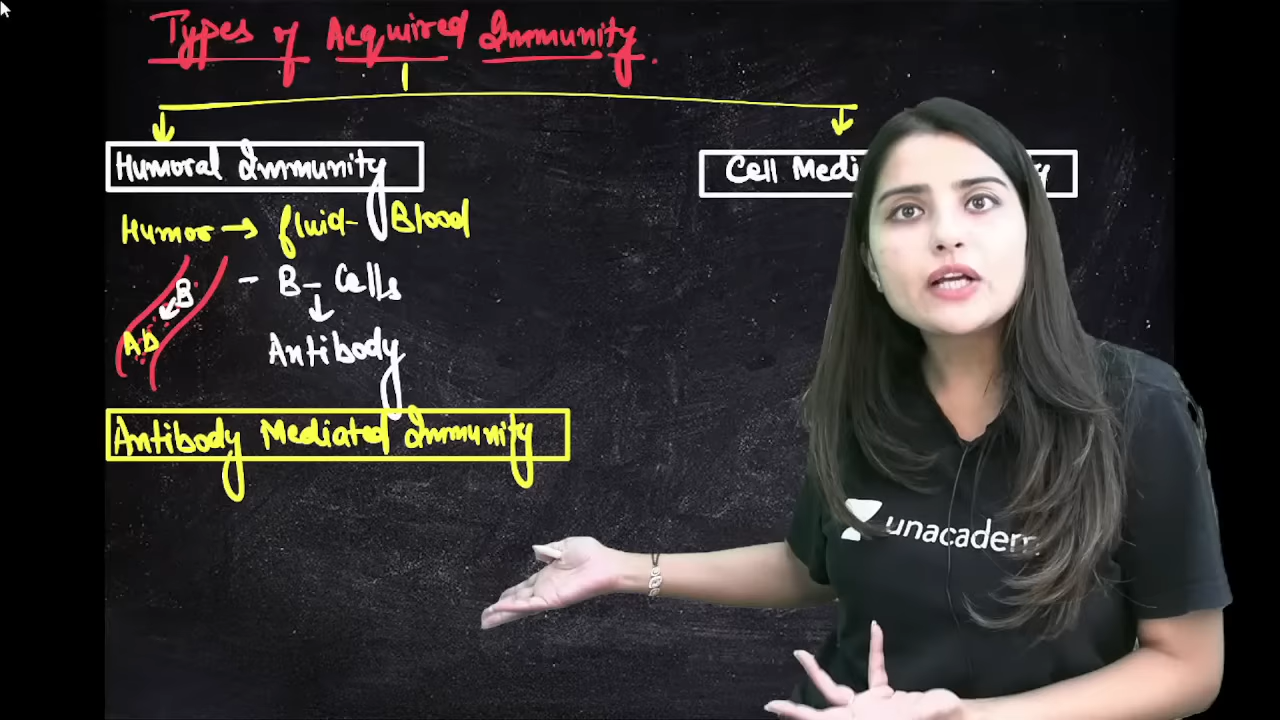 Types of Acquired Immunity.
Humoral Immunity
Cell Medi
Humor → fluid - Blood
- B - Cells
B
Ab
Antibody
Antibody Mediated Immunity
unacadem